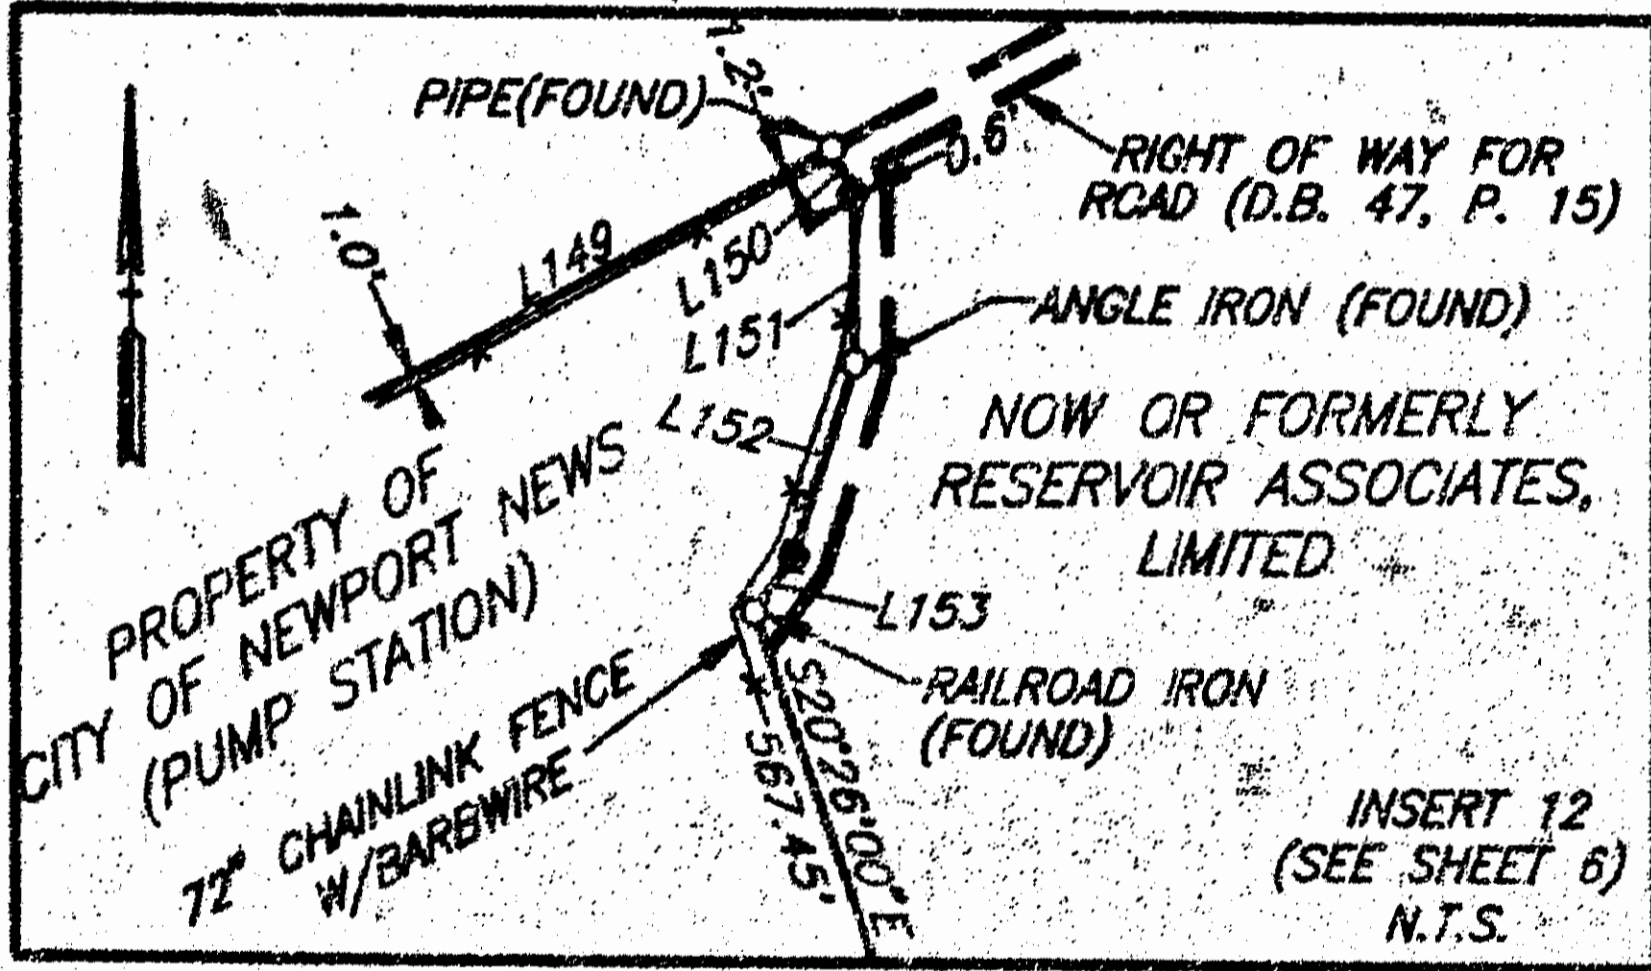 1.2'
PIPE(FOUND)
0.6'
RIGHT OF WAY FOR
ROAD (D.B. 47, P. 15)
1.0'
L149
L150
L151
ANGLE IRON (FOUND)
L152
NOW OR FORMERLY
RESERVOIR ASSOCIATES,
LIMITED
PROPERTY OF
CITY OF NEWPORT NEWS
(PUMP STATION)
L153
RAILROAD IRON
(FOUND)
72" CHAINLINK FENCE
W/BARBWIRE
S20°26'00"E
567.45'
INSERT 12
(SEE SHEET 6)
N.T.S.